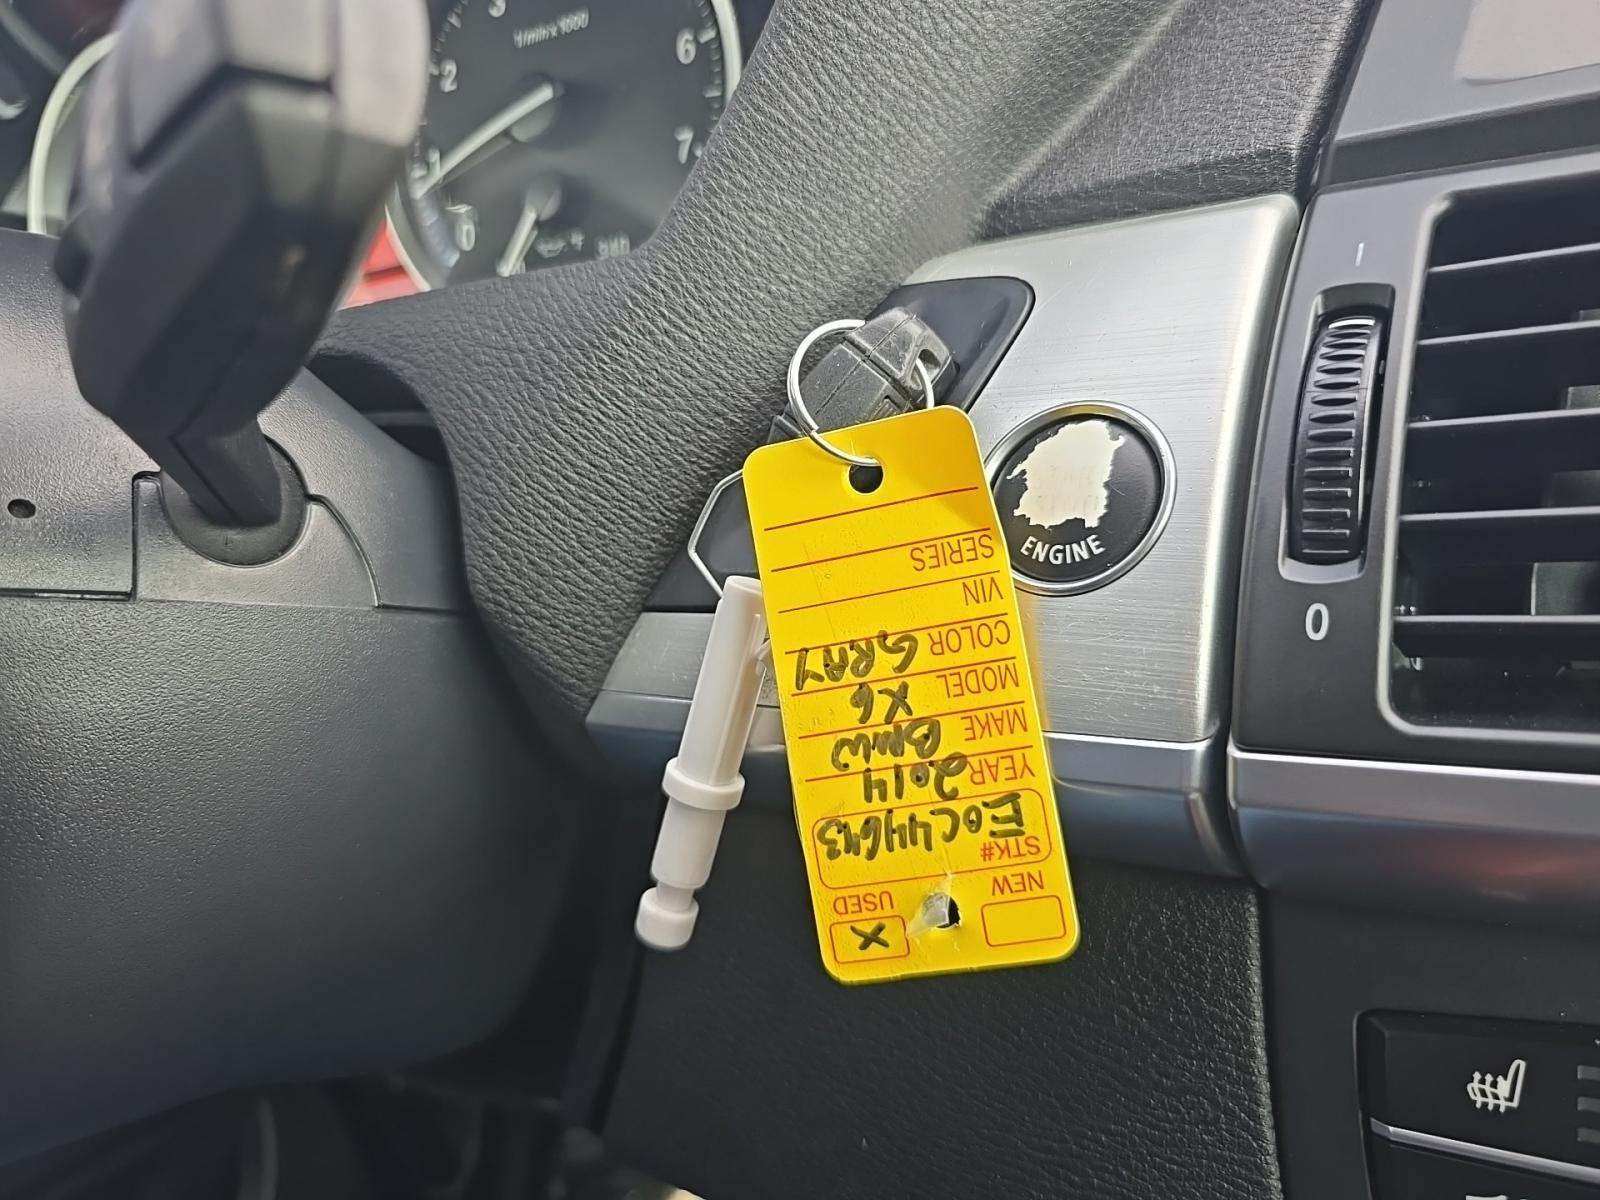 3
1/min x 1000
2
6
7
1
0
°F
ENGINE
1
0
NEW
USED X
STK#
E0C44643
YEAR 2014
MAKE BMW
MODEL X6
COLOR GRAY
VIN
SERIES